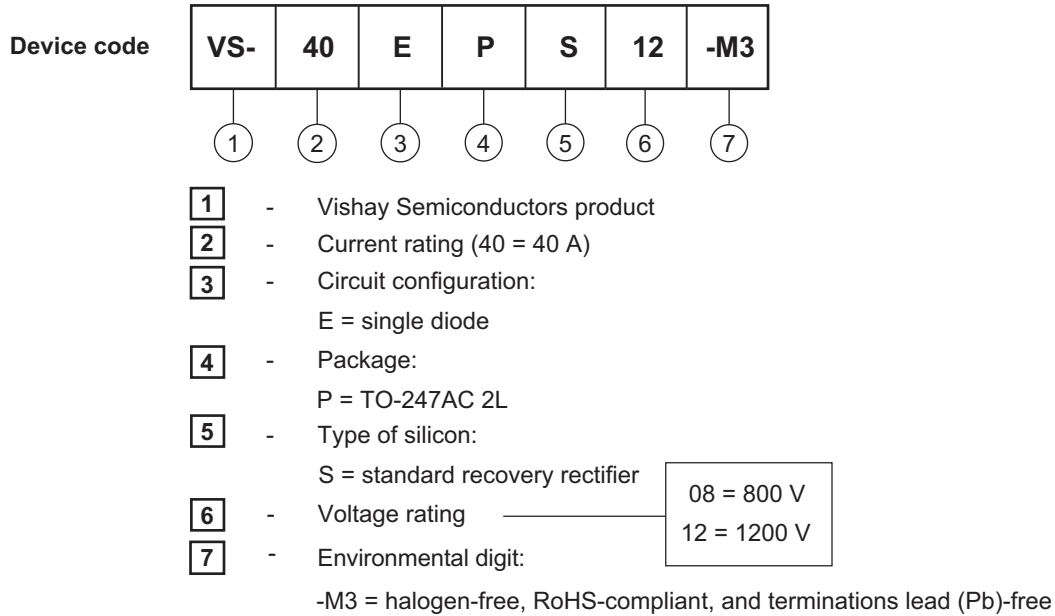 Device code VS- 40 E P S 12 -M3
1 2 3 4 5 6 7
1 - Vishay Semiconductors product
2 - Current rating (40 = 40 A)
3 - Circuit configuration:
E = single diode
4 - Package:
P = TO-247AC 2L
5 - Type of silicon:
S = standard recovery rectifier
08 = 800 V
6 - Voltage rating
12 = 1200 V
7 - Environmental digit:
-M3 = halogen-free, RoHS-compliant, and terminations lead (Pb)-free